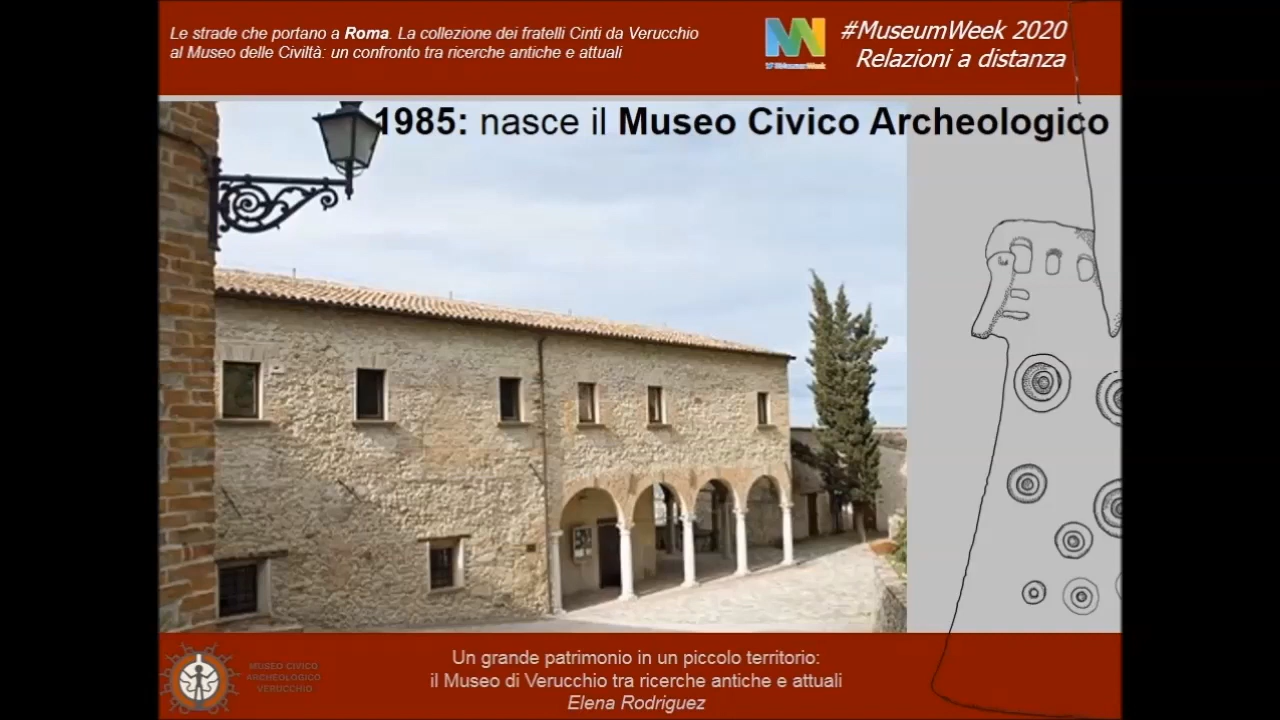 Le strade che portano a Roma. La collezione dei fratelli Cinti da Verucchio
al Museo delle Civiltà: un confronto tra ricerche antiche e attuali
#MuseumWeek 2020
Relazioni a distanza
1985: nasce il Museo Civico Archeologico
MUSEO CIVICO
ARCHEOLOGICO
VERUCCHIO
Un grande patrimonio in un piccolo territorio:
il Museo di Verucchio tra ricerche antiche e attuali
Elena Rodriguez